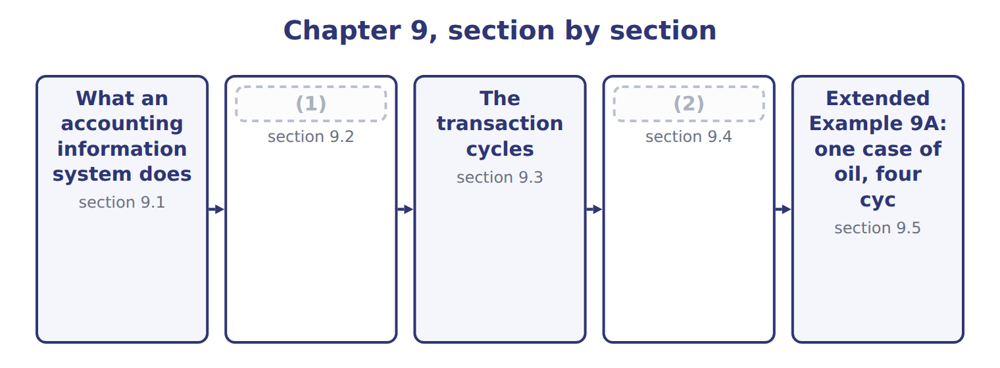 Chapter 9, section by section
What an
accounting
information
system does
section 9.1
(1)
section 9.2
The
transaction
cycles
section 9.3
(2)
section 9.4
Extended
Example 9A:
one case of
oil, four
cyc
section 9.5